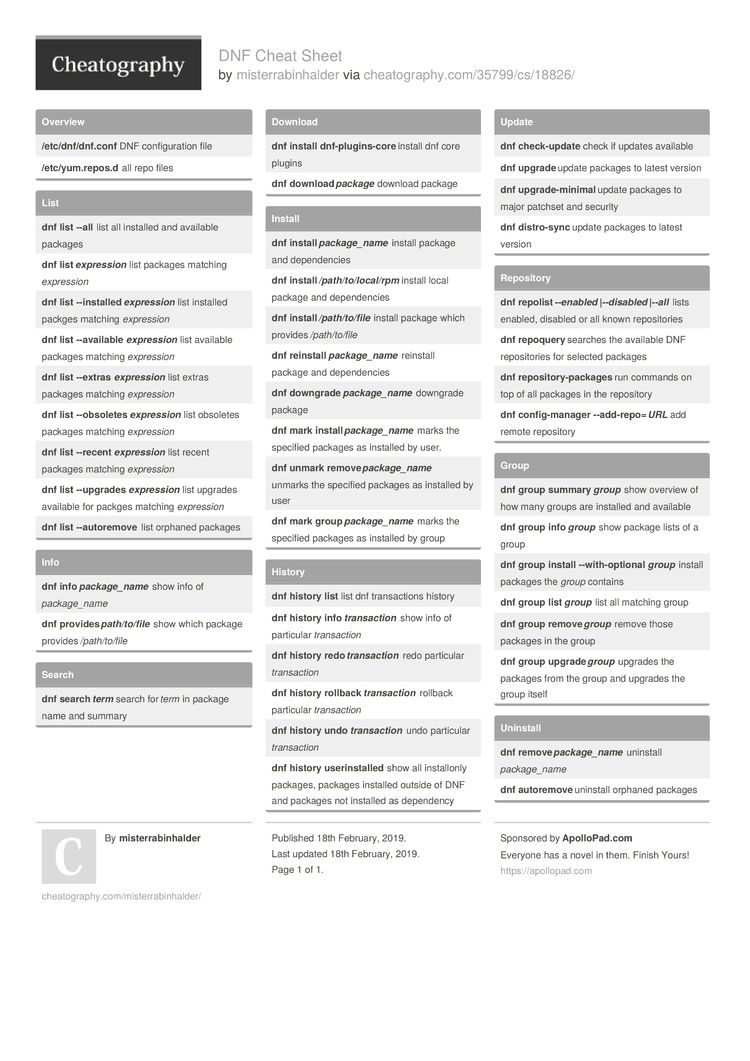 Cheatography
DNF Cheat Sheet
by misterrabinhalder via cheatography.com/35799/cs/18826/
Overview
/etc/dnf/dnf.conf DNF configuration file
/etc/yum.repos.d all repo files
List
dnf list --all list all installed and available
packages
dnf list expression list packages matching
expression
dnf list --installed expression list installed
packges matching expression
dnf list --available expression list available
packages matching expression
dnf list --extras expression list extras
packages matching expression
dnf list --obsoletes expression list obsoletes
packages matching expression
dnf list --recent expression list recent
packages matching expression
dnf list --upgrades expression list upgrades
available for packges matching expression
dnf list --autoremove list orphaned packages
Info
dnf info package_name show info of
package_name
dnf provides path/to/file show which package
provides /path/to/file
Search
dnf search term search for term in package
name and summary
Download
dnf install dnf-plugins-core install dnf core
plugins
dnf download package download package
Install
dnf install package_name install package
and dependencies
dnf install /path/to/local/rpm install local
package and dependencies
dnf install /path/to/file install package which
provides /path/to/file
dnf reinstall package_name reinstall
package and dependencies
dnf downgrade package_name downgrade
package
dnf mark install package_name marks the
specified packages as installed by user.
dnf unmark remove package_name
unmarks the specified packages as installed by
user
dnf mark group package_name marks the
specified packages as installed by group
History
dnf history list list dnf transactions history
dnf history info transaction show info of
particular transaction
dnf history redo transaction redo particular
transaction
dnf history rollback transaction rollback
particular transaction
dnf history undo transaction undo particular
transaction
dnf history userinstalled show all installonly
packages, packages installed outside of DNF
and packages not installed as dependency
Update
dnf check-update check if updates available
dnf upgrade update packages to latest version
dnf upgrade-minimal update packages to
major patchset and security
dnf distro-sync update packages to latest
version
Repository
dnf repolist --enabled |--disabled |--all lists
enabled, disabled or all known repositories
dnf repoquery searches the available DNF
repositories for selected packages
dnf repository-packages run commands on
top of all packages in the repository
dnf config-manager --add-repo= URL add
remote repository
Group
dnf group summary group show overview of
how many groups are installed and available
dnf group info group show package lists of a
group
dnf group install --with-optional group install
packages the group contains
dnf group list group list all matching group
dnf group remove group remove those
packages in the group
dnf group upgrade group upgrades the
packages from the group and upgrades the
group itself
Uninstall
dnf remove package_name uninstall
package_name
dnf autoremove uninstall orphaned packages
C
By misterrabinhalder
cheatography.com/misterrabinhalder/
Published 18th February, 2019.
Last updated 18th February, 2019.
Page 1 of 1.
Sponsored by ApolloPad.com
Everyone has a novel in them. Finish Yours!
https://apollopad.com